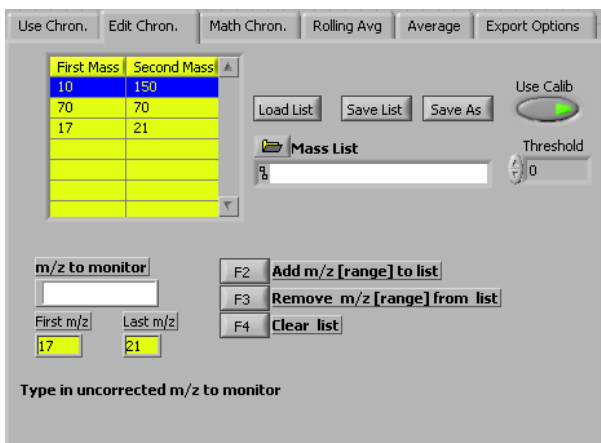 Use Chron. Edit Chron. Math Chron. Rolling Avg Average Export Options
First Mass Second Mass
10 150
70 70
17 21
Use Calib
Load List Save List Save As
Mass List
Threshold
0
m/z to monitor
F2 Add m/z [range] to list
F3 Remove m/z [range] from list
First m/z Last m/z
F4 Clear list
17 21
Type in uncorrected m/z to monitor